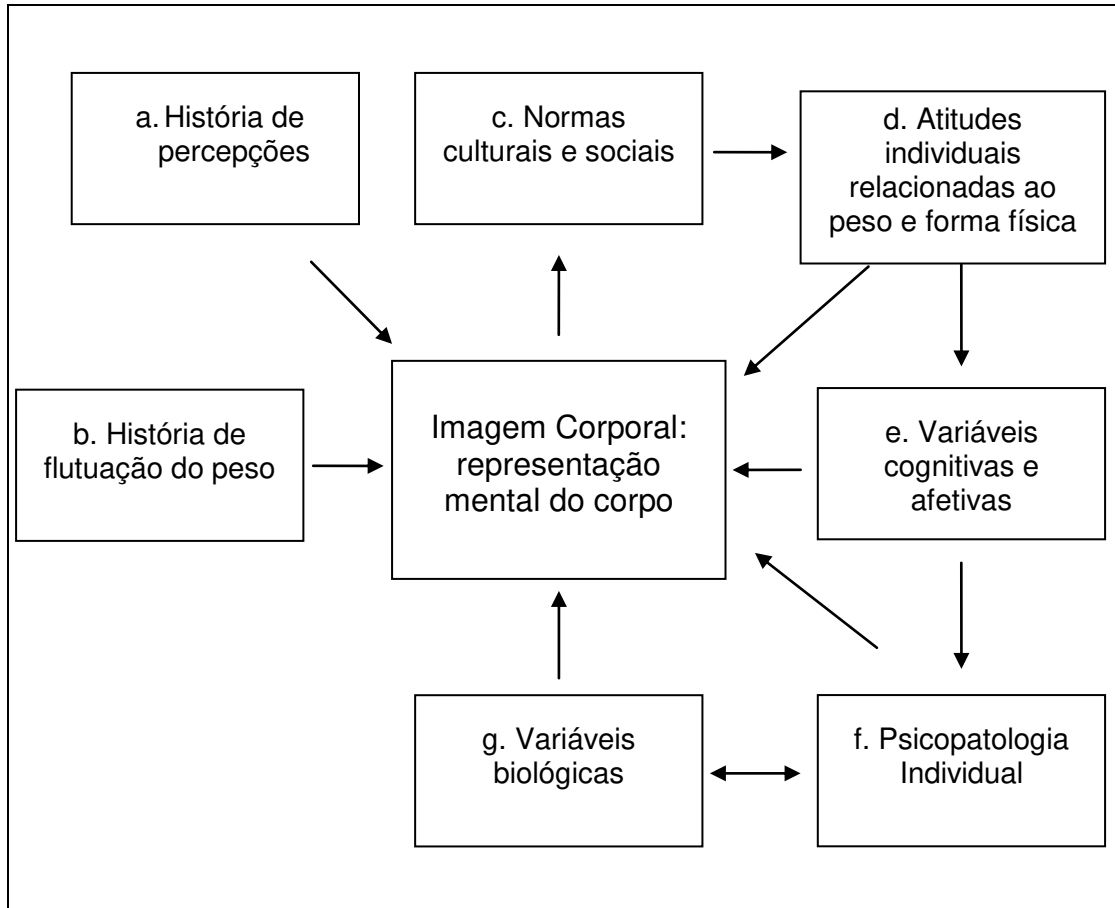 a. História de
percepções
c. Normas
culturais e sociais
d. Atitudes
individuais
relacionadas ao
peso e forma física
b. História de
flutuação do peso
Imagem Corporal:
representação
mental do corpo
e. Variáveis
cognitivas e
afetivas
g. Variáveis
biológicas
f. Psicopatologia
Individual